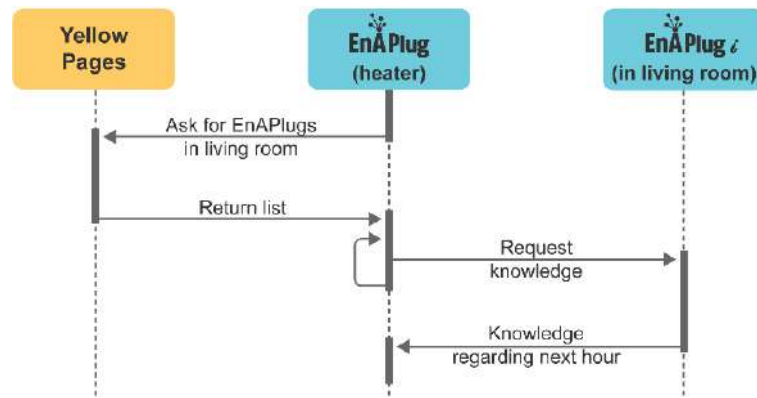 Yellow
Pages
EnAPlug
(heater)
EnAPlug i
(in living room)
Ask for EnAPlugs
in living room
Return list
Request
knowledge
Knowledge
regarding next hour